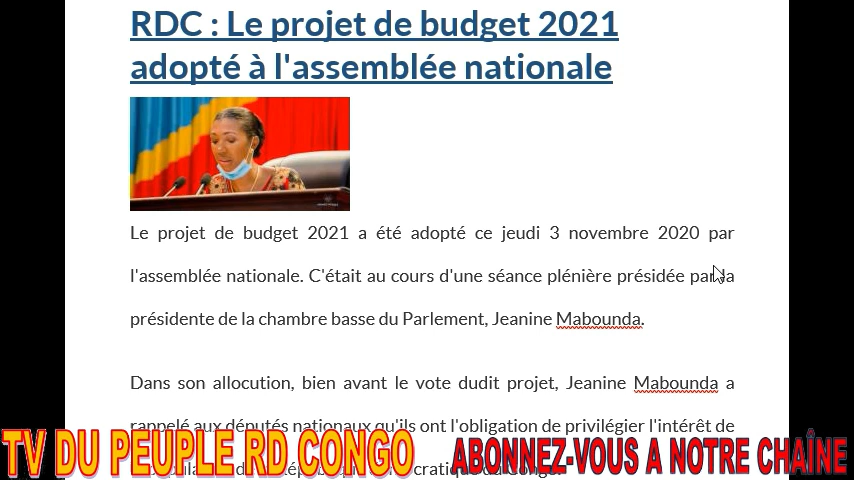 RDC : Le projet de budget 2021
adopté à l'assemblée nationale
Le projet de budget 2021 a été adopté ce jeudi 3 novembre 2020 par
l'assemblée nationale. C'était au cours d'une séance plénière présidée par la
présidente de la chambre basse du Parlement, Jeanine Mabounda.
Dans son allocution, bien avant le vote dudit projet, Jeanine Mabounda a
rappelé aux députés nationaux qu'ils ont l'obligation de privilégier l'intérêt de
TV DU PEUPLE RD CONGO
ABONNEZ-VOUS A NOTRE CHAÎNE